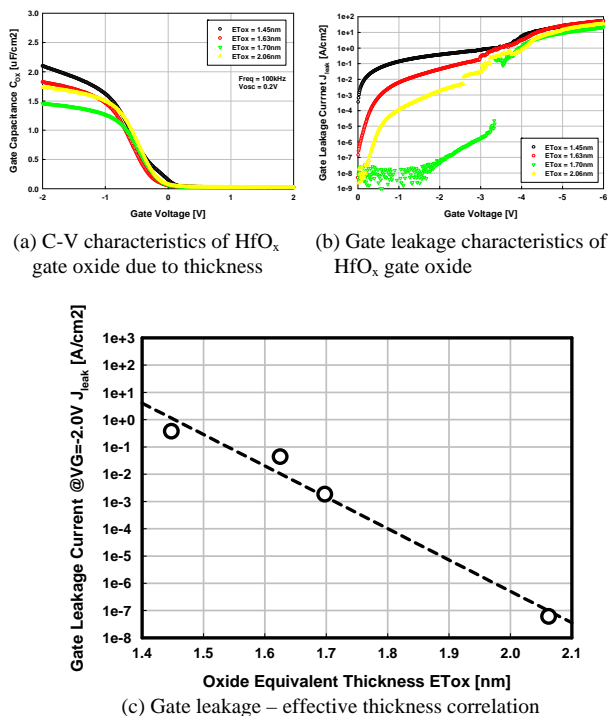 Gate Capacitance Cox [uF/cm2]
3.0
2.5
2.0
1.5
1.0
0.5
0.0
-2 -1 0 1 2
Gate Voltage [V]
ETox = 1.45nm
ETox = 1.63nm
ETox = 1.70nm
ETox = 2.06nm
Freq = 100kHz
Vosc = 0.2V
(a) C-V characteristics of HfOx
gate oxide due to thickness
Gate Leakage Currnet Jleak [A/cm2]
1e+2
1e+1
1e+0
1e-1
1e-2
1e-3
1e-4
1e-5
1e-6
1e-7
1e-8
1e-9
0 -1 -2 -3 -4 -5 -6
Gate Voltage [V]
ETox = 1.45nm
ETox = 1.63nm
ETox = 1.70nm
ETox = 2.06nm
(b) Gate leakage characteristics of
HfOx gate oxide
Gate Leakage Current @VG=-2.0V Jleak [A/cm2]
1e+3
1e+2
1e+1
1e+0
1e-1
1e-2
1e-3
1e-4
1e-5
1e-6
1e-7
1e-8
1.4 1.5 1.6 1.7 1.8 1.9 2.0 2.1
Oxide Equivalent Thickness ETox [nm]
(c) Gate leakage – effective thickness correlation